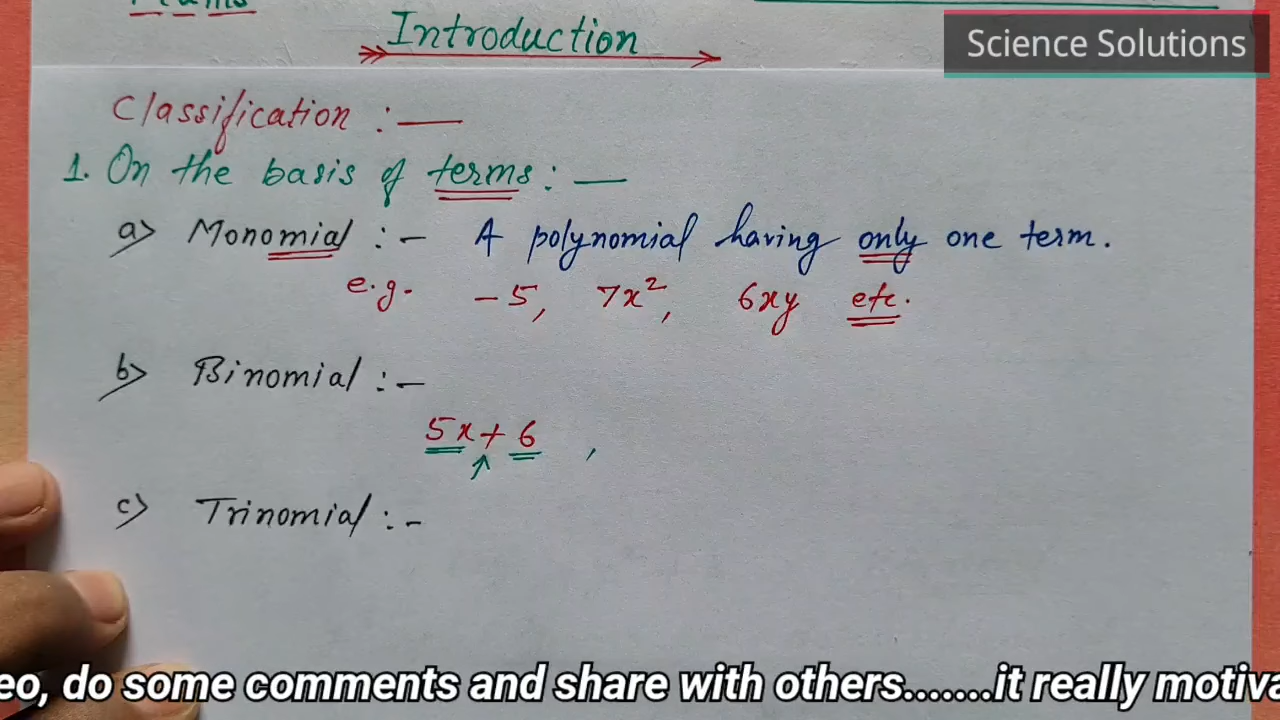 Introduction
Science Solutions
Classification :—
1. On the basis of terms :—
a) Monomial :- A polynomial having only one term.
e.g. -5, 7x², 6xy etc.
b) Binomial :-
5x + 6 ,
c) Trinomial :-
eo, do some comments and share with others.......it really motiva